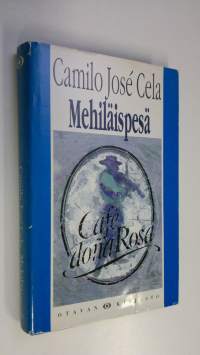 Camilo José Cela
Mehiläispesä
Café
doña Rosa
OTAVAN KIRJASTO